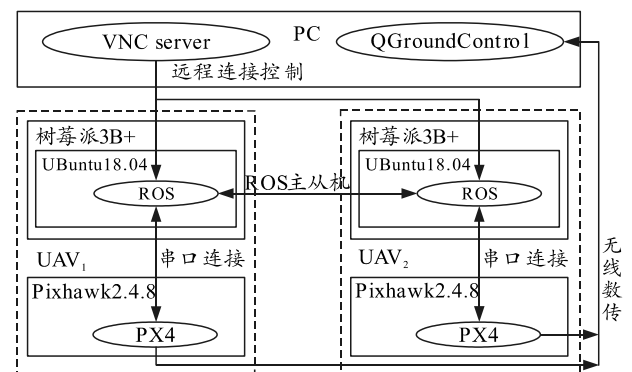 VNC server
PC
QGroundControl
远程连接控制
树莓派3B+
树莓派3B+
UBuntu18.04
UBuntu18.04
ROS
ROS主从机
ROS
UAV1
串口连接
UAV2
串口连接
无线数传
Pixhawk2.4.8
Pixhawk2.4.8
PX4
PX4